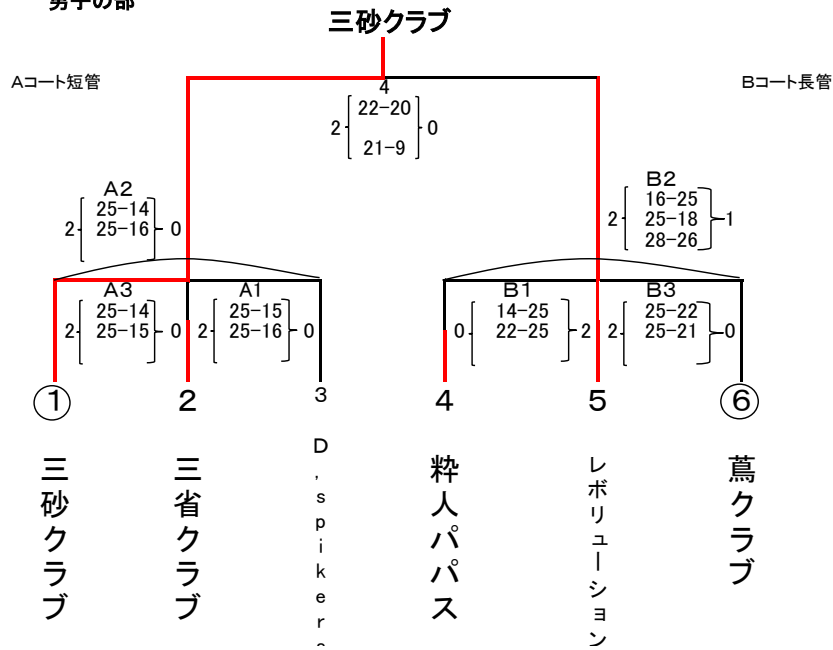 男子の部
三砂クラブ
Aコート短管
Bコート長管
4
22-20
2 0
21-9
A2
25-14
2 25-16 0
B2
16-25
2 25-18 1
28-26
A3
25-14
2 25-15 0
A1
25-15
2 25-16 0
B1
14-25
0 22-25 2
B3
25-22
2 25-21 0
① 2 3 4 5 ⑥
三砂クラブ
三省クラブ
D,spikers
粋人パパス
レボリューション
蔦クラブ